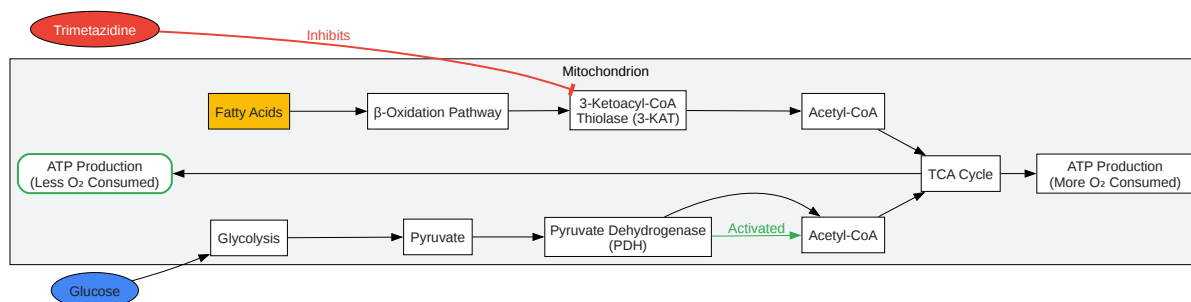 Trimetazidine
Inhibits
Mitochondrion
Fatty Acids
β-Oxidation Pathway
3-Ketoacyl-CoA
Thiolase (3-KAT)
Acetyl-CoA
ATP Production
(Less O₂ Consumed)
TCA Cycle
ATP Production
(More O₂ Consumed)
Glycolysis
Pyruvate
Pyruvate Dehydrogenase
(PDH)
Activated
Acetyl-CoA
Glucose